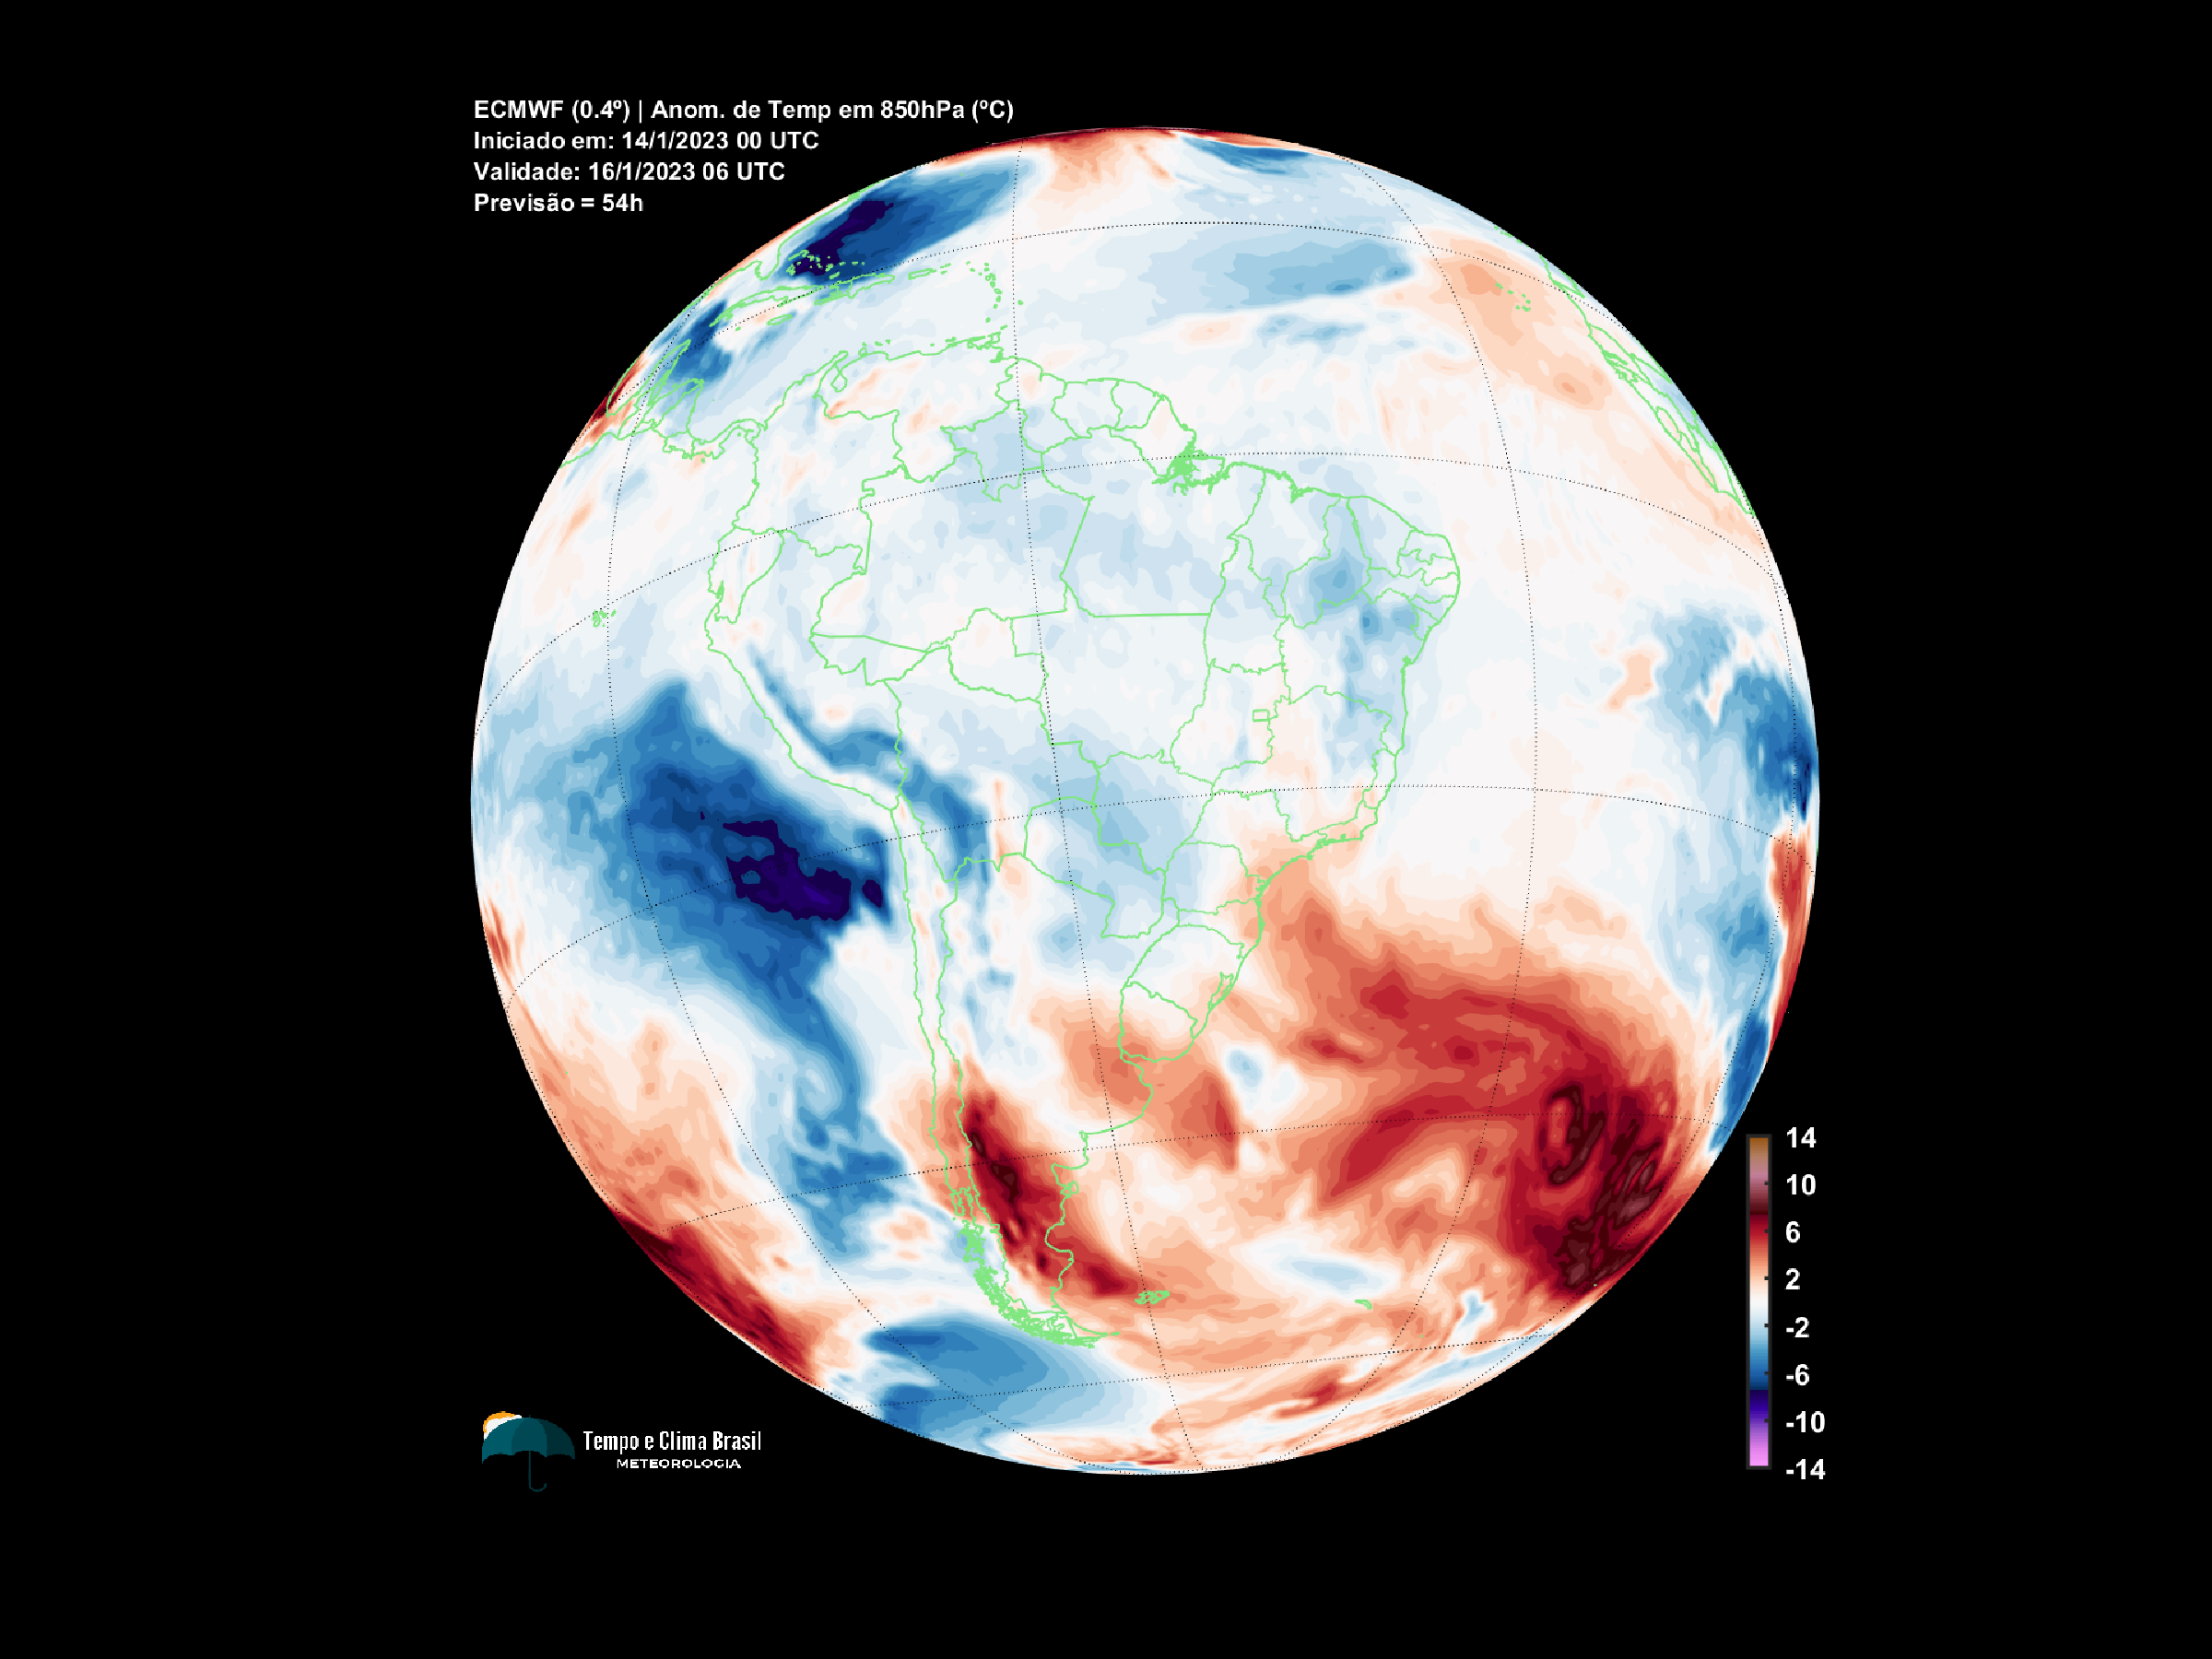 ECMWF (0.4º) | Anom. de Temp em 850hPa (ºC)
Iniciado em: 14/1/2023 00 UTC
Validade: 16/1/2023 06 UTC
Previsão = 54h
14
10
6
2
-2
-6
-10
-14
Tempo e Clima Brasil
METEOROLOGIA